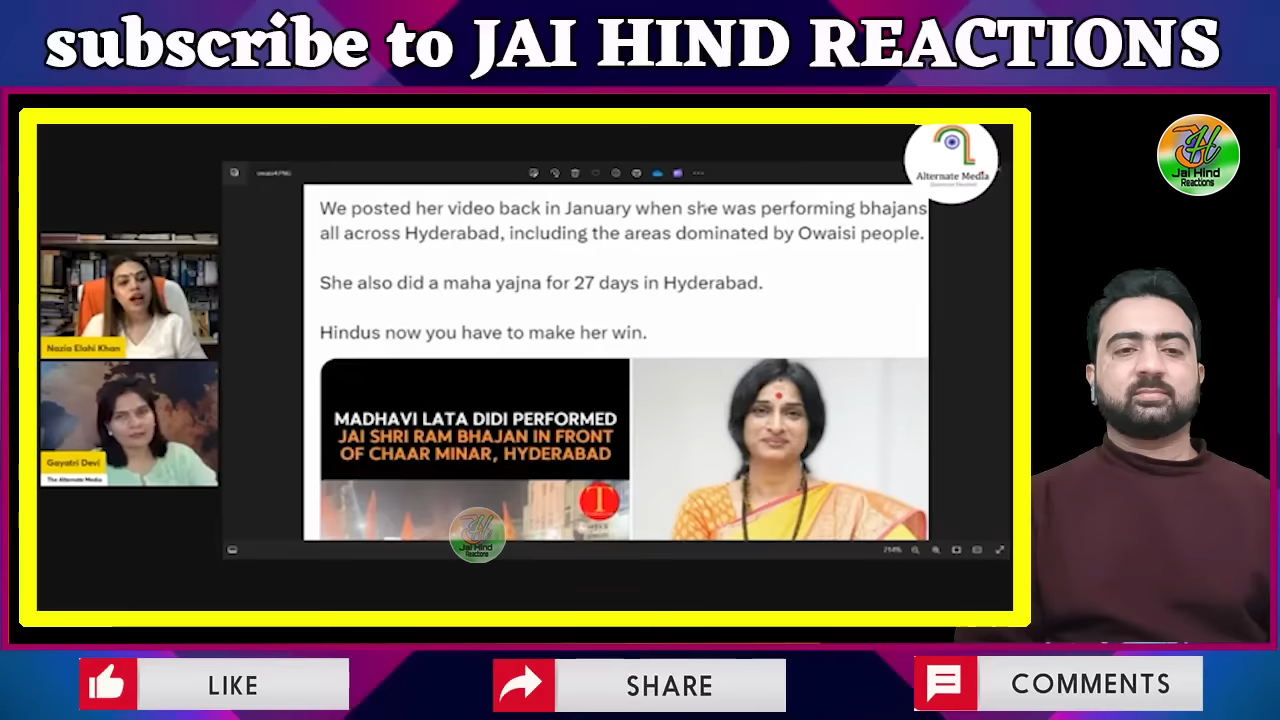 subscribe to JAI HIND REACTIONS
Alternate Media
Jai Hind
Reactions
We posted her video back in January when she was performing bhajans
all across Hyderabad, including the areas dominated by Owaisi people.
She also did a maha yajna for 27 days in Hyderabad.
Hindus now you have to make her win.
Nazia Elahi Khan
MADHAVI LATA DIDI PERFORMED
JAI SHRI RAM BHAJAN IN FRONT
OF CHAAR MINAR, HYDERABAD
T
Gayatri Devi
The Alternate Media
Jai Hind
Reactions
LIKE
SHARE
COMMENTS